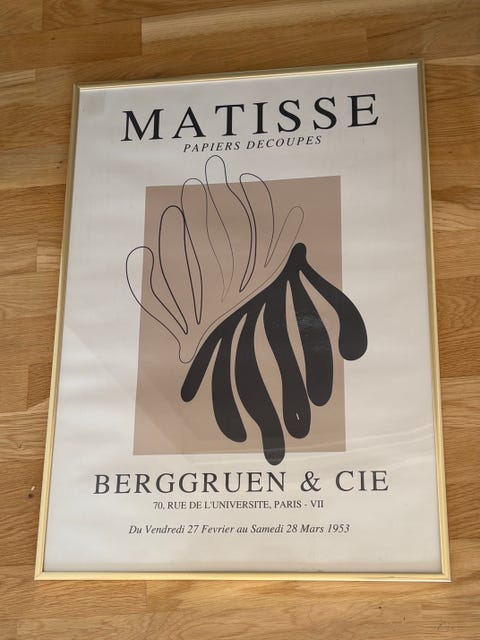 MATISSE
PAPIERS DECOUPES
BERGGRUEN & CIE
70, RUE DE L'UNIVERSITE, PARIS - VII
Du Vendredi 27 Fevrier au Samedi 28 Mars 1953